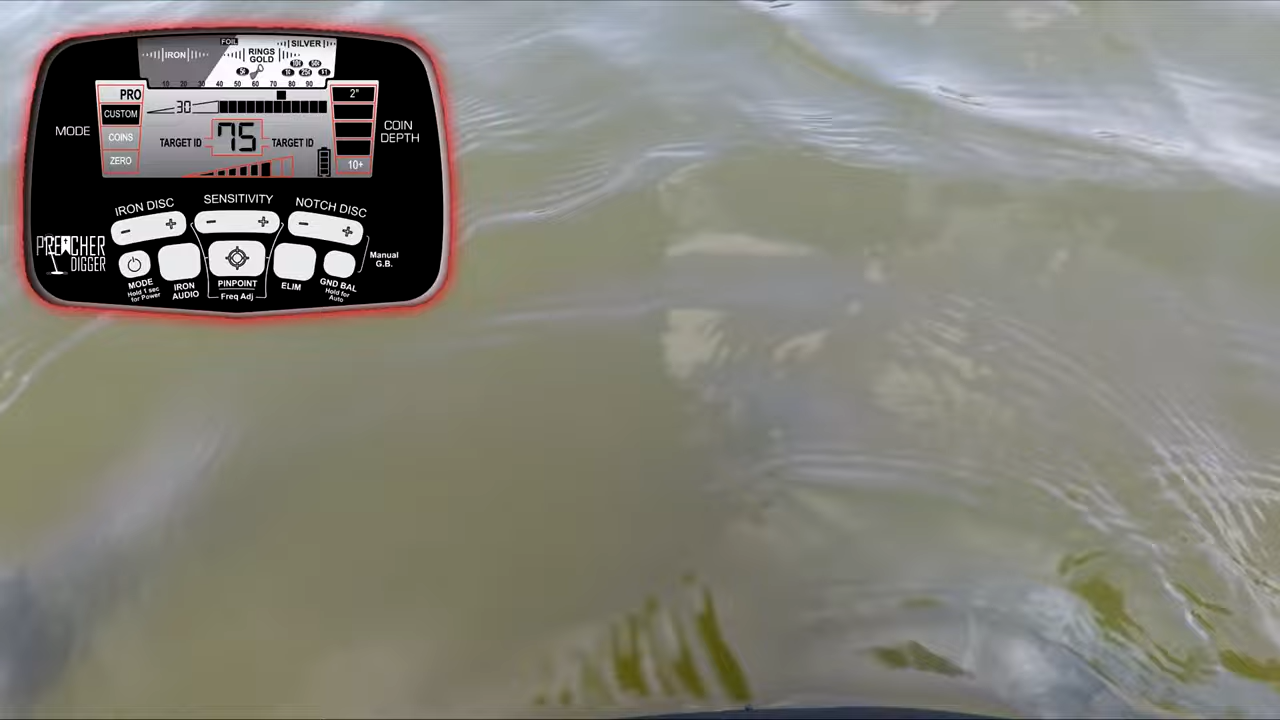 FOIL
IRON
SILVER
RINGS
GOLD
10 20 30 40 50 60 70 80 90
PRO
30
2"
CUSTOM
MODE
COIN
DEPTH
TARGET ID 75 TARGET ID
COINS
ZERO
10+
IRON DISC
SENSITIVITY
NOTCH DISC
- +
- +
- +
PREACHER
DIGGER
Manual
G.B.
MODE
Hold 1 sec
for Power
IRON
AUDIO
PINPOINT
Freq Adj
ELIM
GND BAL
Hold for
Auto